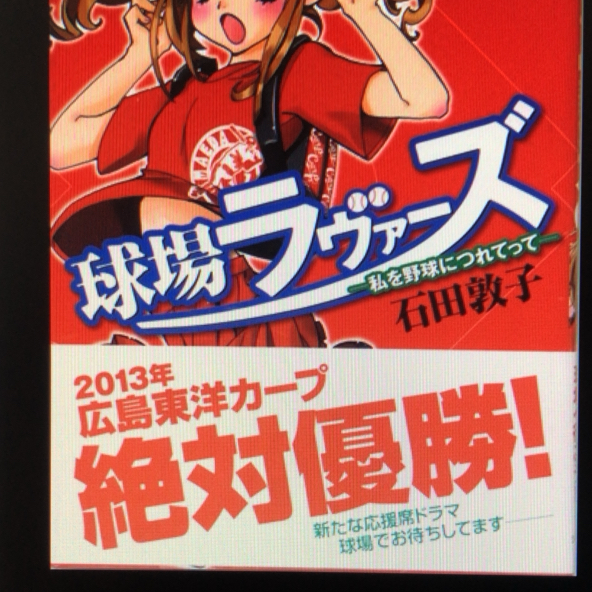 MAEDA
球場ラヴァーズ
―私を野球につれてって―
石田敦子
2013年
広島東洋カープ
絶対優勝!
新たな応援席ドラマ
球場でお待ちしてます――